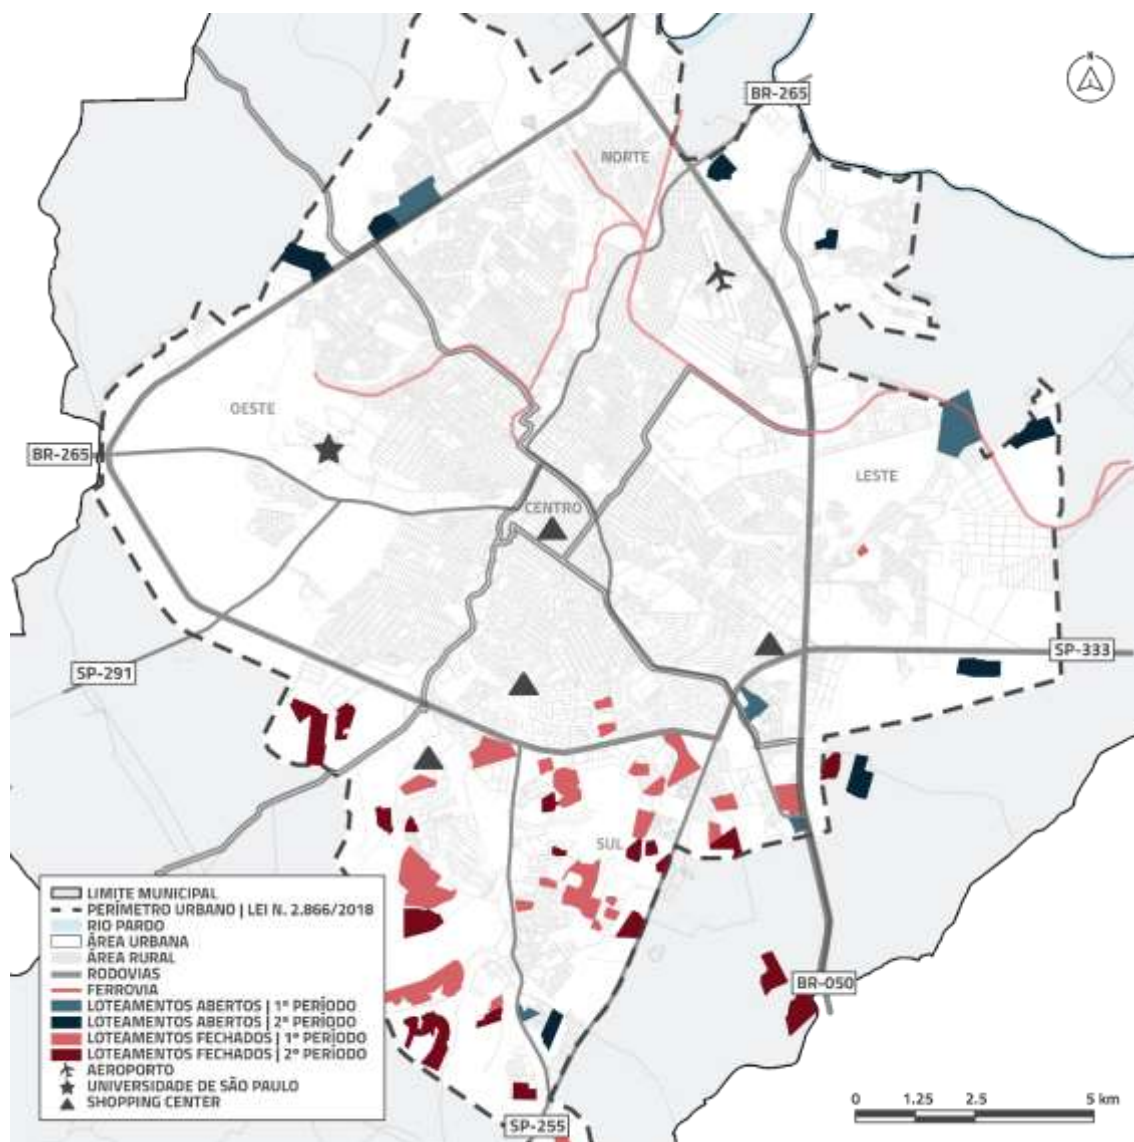 N
BR-265
NORTE
OESTE
BR-265
LESTE
CENTRO
SP-333
SP-291
SUL
LIMITE MUNICIPAL
PERÍMETRO URBANO | LEI N. 2.866/2018
RIO PARDO
ÁREA URBANA
ÁREA RURAL
RODOVIAS
FERROVIA
LOTEAMENTOS ABERTOS | 1º PERÍODO
LOTEAMENTOS ABERTOS | 2º PERÍODO
LOTEAMENTOS FECHADOS | 1º PERÍODO
LOTEAMENTOS FECHADOS | 2º PERÍODO
AEROPORTO
UNIVERSIDADE DE SÃO PAULO
SHOPPING CENTER
BR-050
0 1.25 2.5 5 km
SP-255